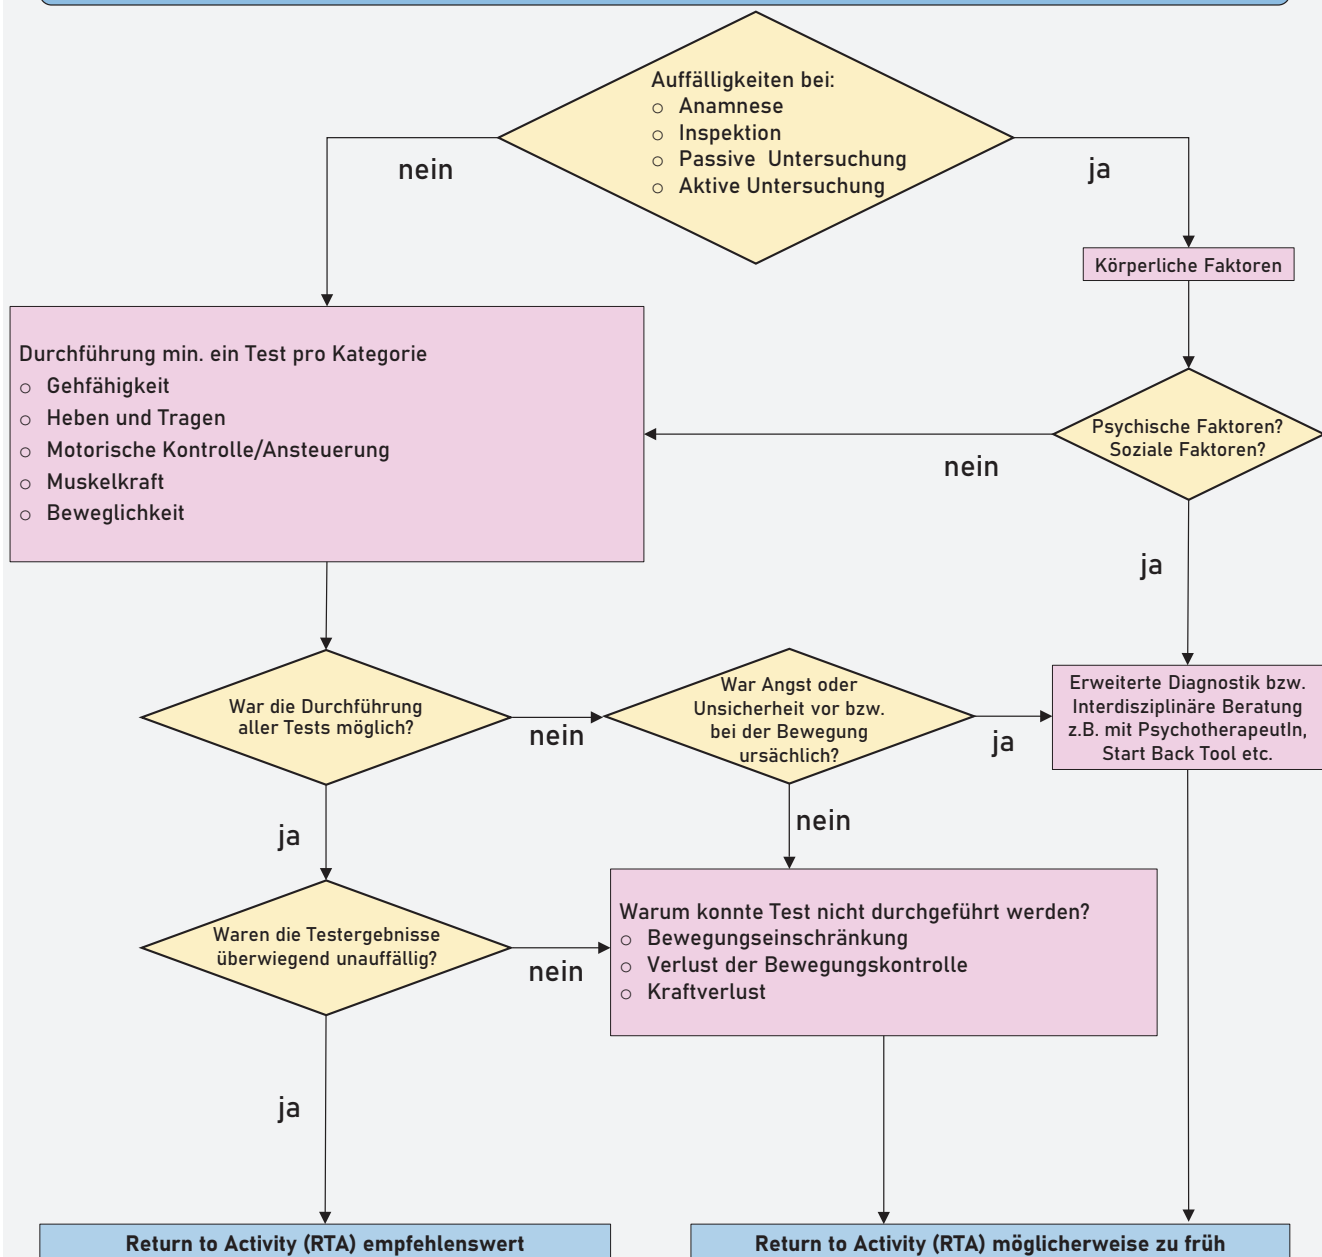 Auffälligkeiten bei:
○ Anamnese
○ Inspektion
○ Passive Untersuchung
○ Aktive Untersuchung
nein
ja
Körperliche Faktoren
Durchführung min. ein Test pro Kategorie
○ Gehfähigkeit
○ Heben und Tragen
○ Motorische Kontrolle/Ansteuerung
○ Muskelkraft
○ Beweglichkeit
Psychische Faktoren?
Soziale Faktoren?
nein
ja
War die Durchführung
aller Tests möglich?
nein
War Angst oder
Unsicherheit vor bzw.
bei der Bewegung
ursächlich?
ja
Erweiterte Diagnostik bzw.
Interdisziplinäre Beratung
z.B. mit PsychotherapeutIn,
Start Back Tool etc.
ja
nein
Waren die Testergebnisse
überwiegend unauffällig?
nein
Warum konnte Test nicht durchgeführt werden?
○ Bewegungseinschränkung
○ Verlust der Bewegungskontrolle
○ Kraftverlust
ja
Return to Activity (RTA) empfehlenswert
Return to Activity (RTA) möglicherweise zu früh